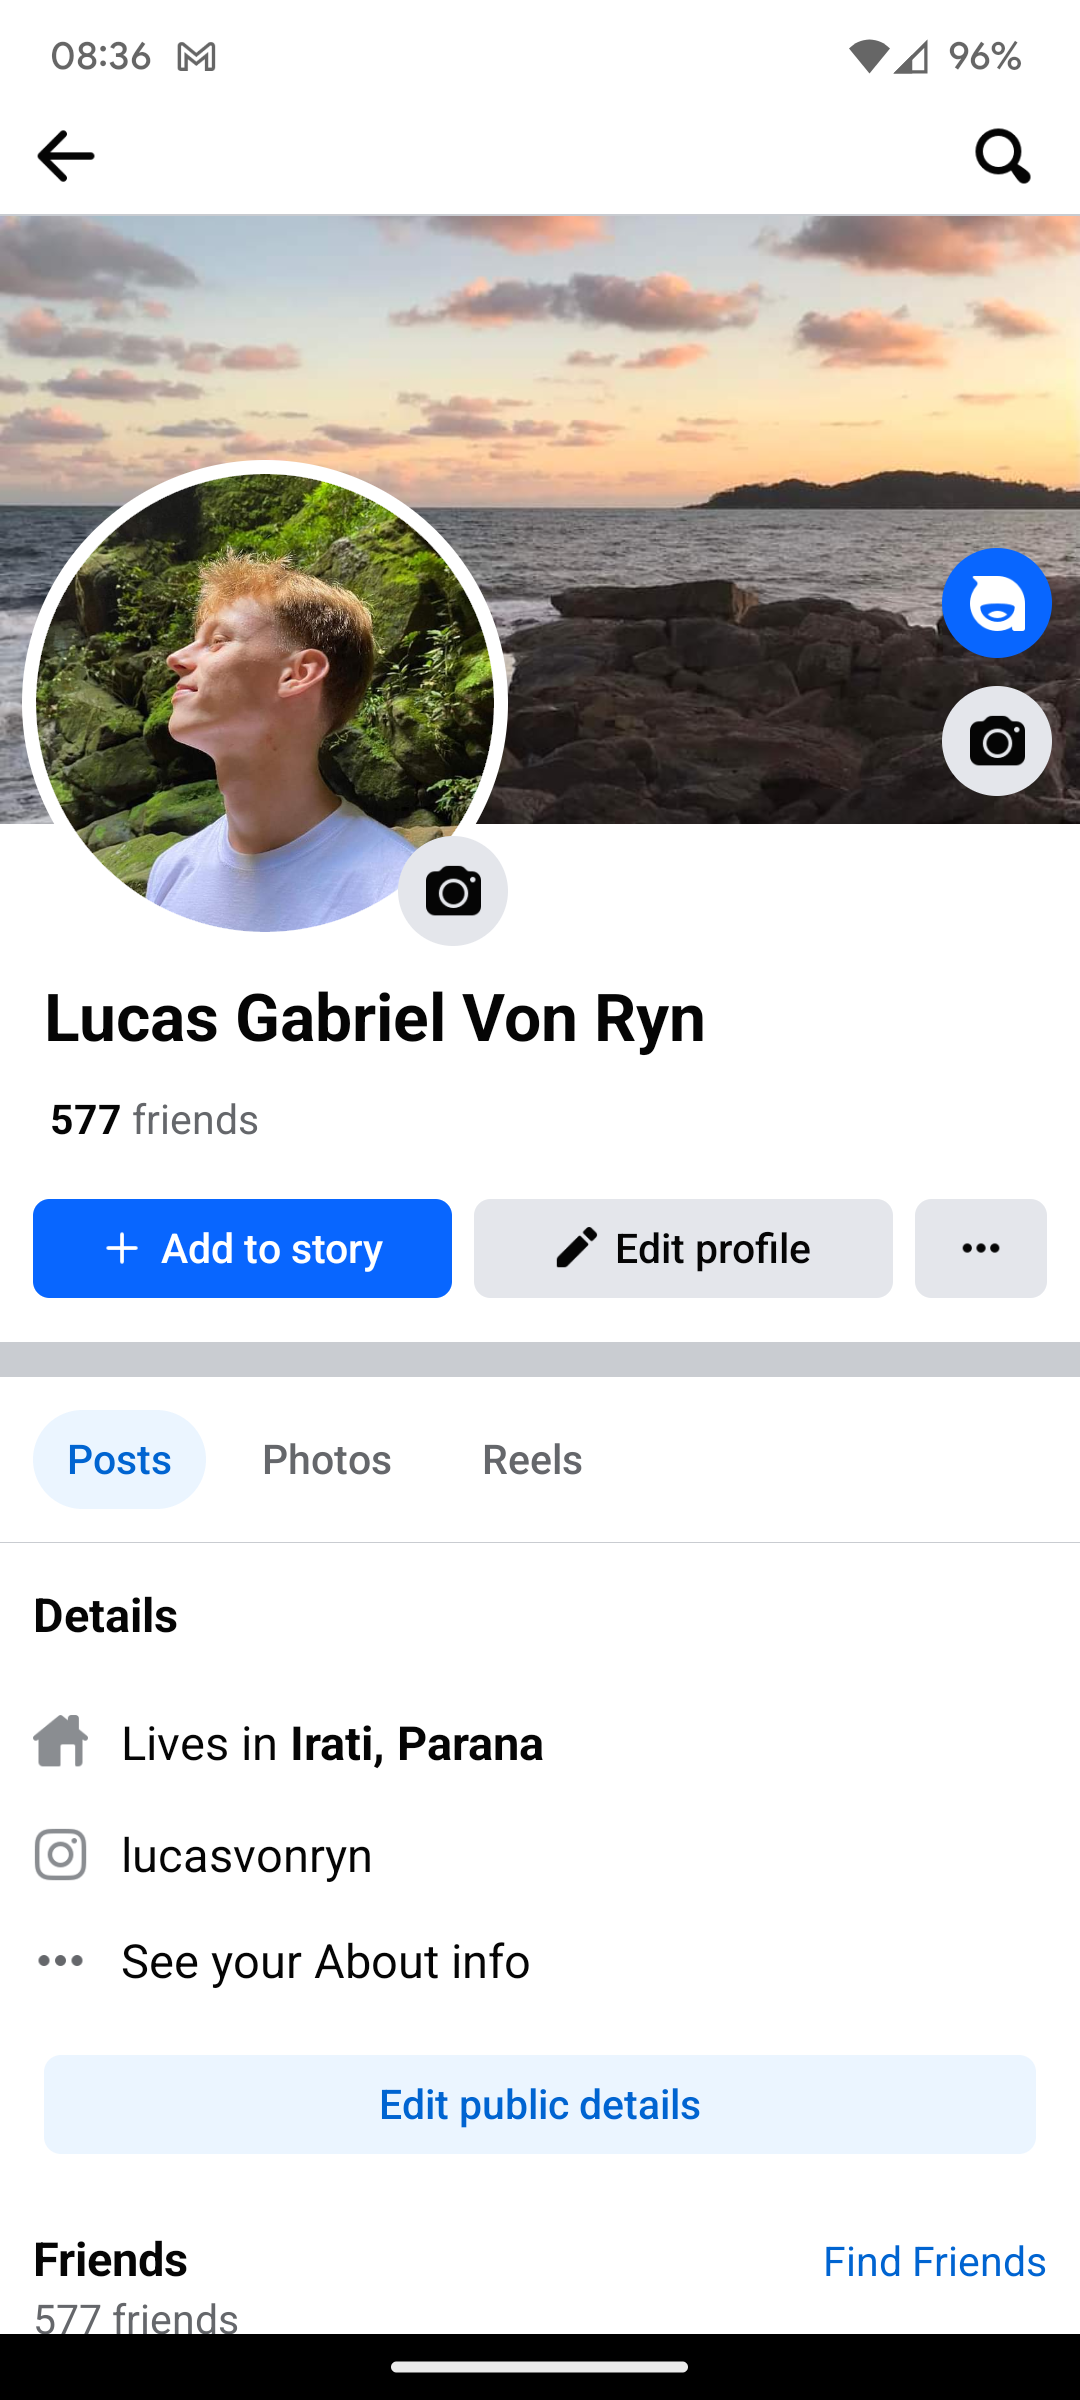 08:36
96%
Lucas Gabriel Von Ryn
577 friends
Add to story
Edit profile
Posts
Photos
Reels
Details
Lives in Irati, Parana
lucasvonryn
See your About info
Edit public details
Friends
Find Friends
577 friends